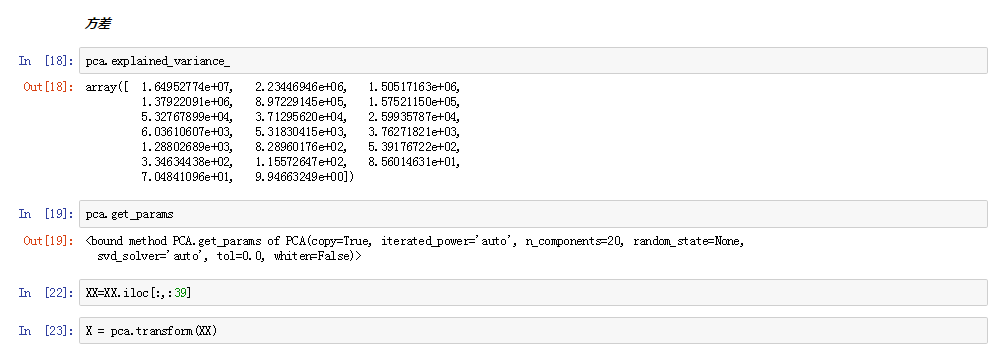 方差
In [18]: pca.explained_variance_
Out[18]: array([ 1.64952774e+07, 2.23446946e+06, 1.50517163e+06,
1.37922091e+06, 8.97229145e+05, 1.57521150e+05,
5.32767899e+04, 3.71295620e+04, 2.59935787e+04,
6.03610607e+03, 5.31830415e+03, 3.76271821e+03,
1.28802689e+03, 8.28960176e+02, 5.39176722e+02,
3.34634438e+02, 1.15572647e+02, 8.56014631e+01,
7.04841096e+01, 9.94663249e+00])
In [19]: pca.get_params
Out[19]: <bound method PCA.get_params of PCA(copy=True, iterated_power='auto', n_components=20, random_state=None,
svd_solver='auto', tol=0.0, whiten=False)>
In [22]: XX=XX.iloc[:,:39]
In [23]: X = pca.transform(XX)